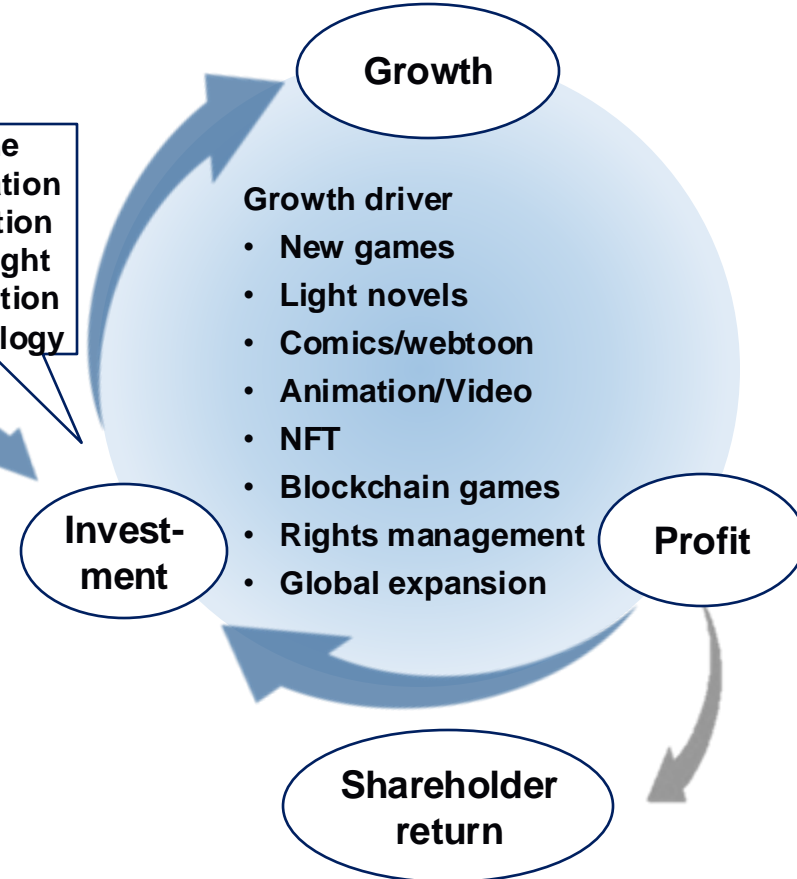 Growth
Growth driver
• New games
• Light novels
• Comics/webtoon
• Animation/Video
• NFT
• Blockchain games
• Rights management
• Global expansion
Invest-
ment
Profit
Shareholder
return